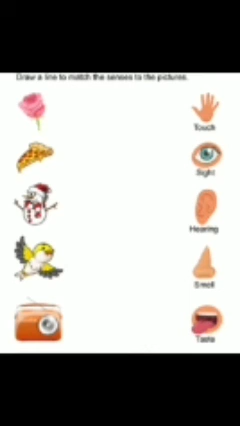 Draw a line to match the senses to the pictures.
Touch
Sight
Hearing
Smell
Taste